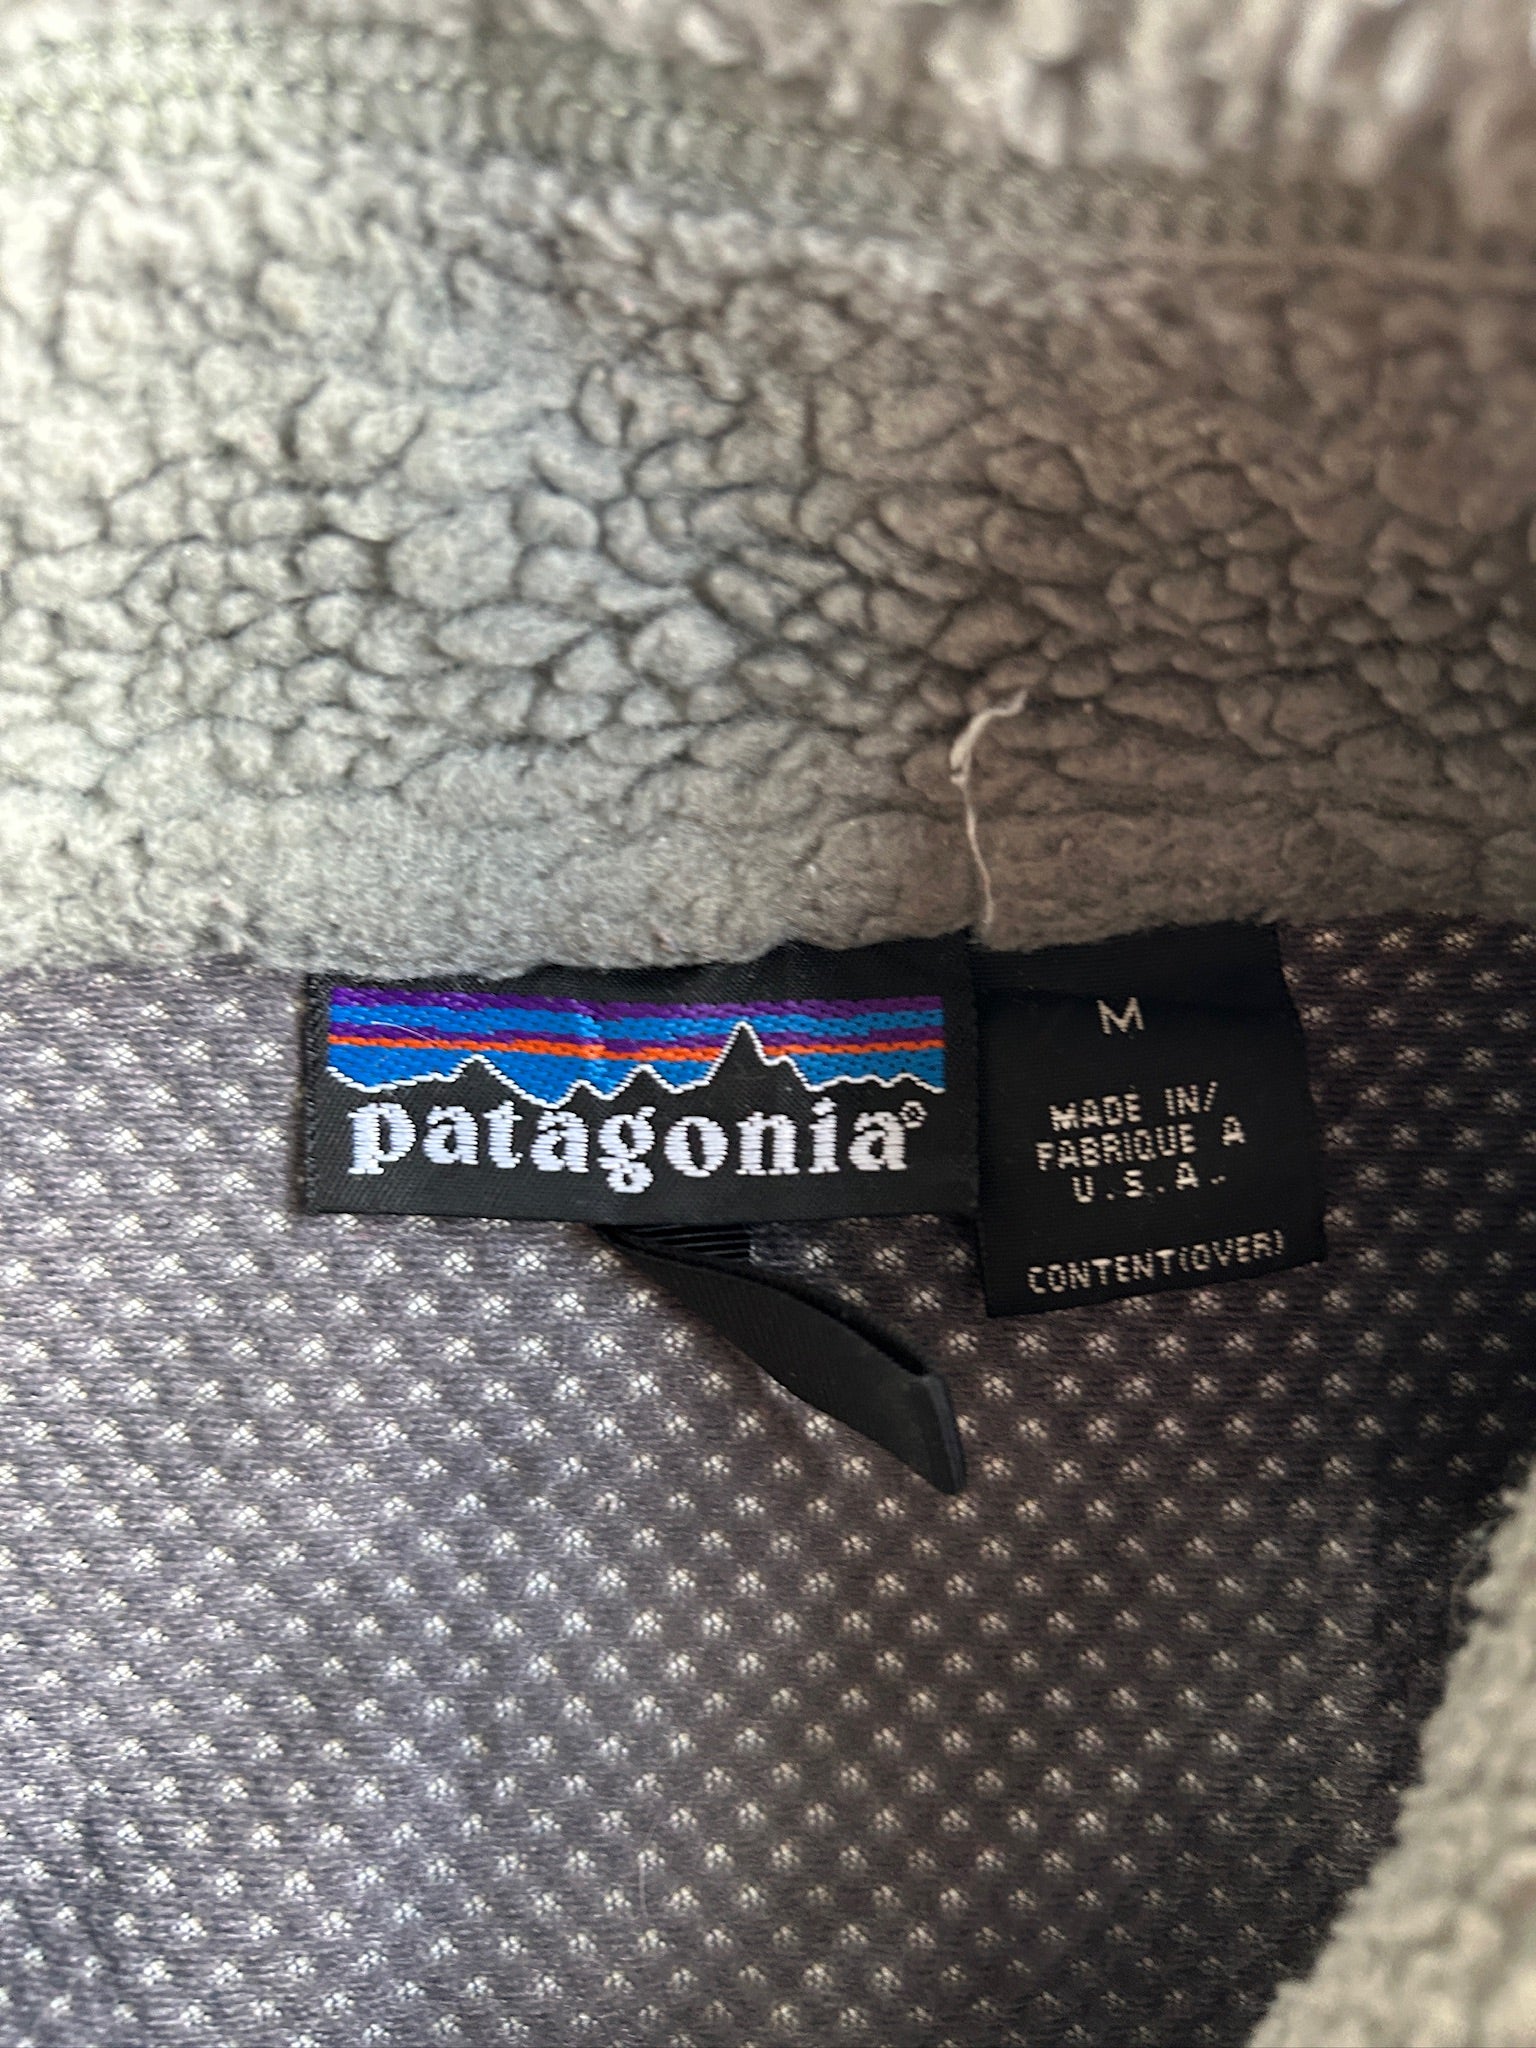 patagonia®
M
MADE IN/
FABRIQUE A
U.S.A.
CONTENT(OVER)